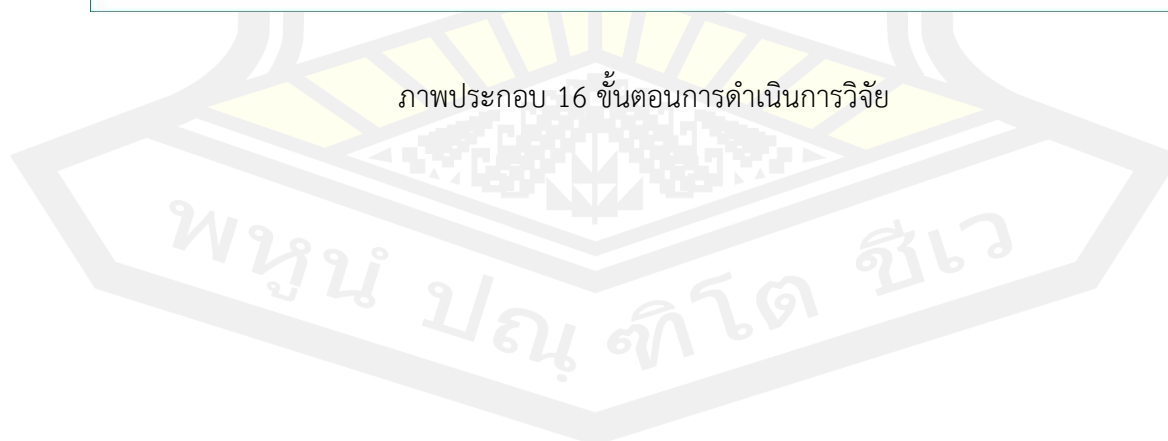 ภาพประกอบ 16 ขั้นตอนการดำเนินการวิจัย
พหูนํ ปณฺ ฑิโต ชีเว